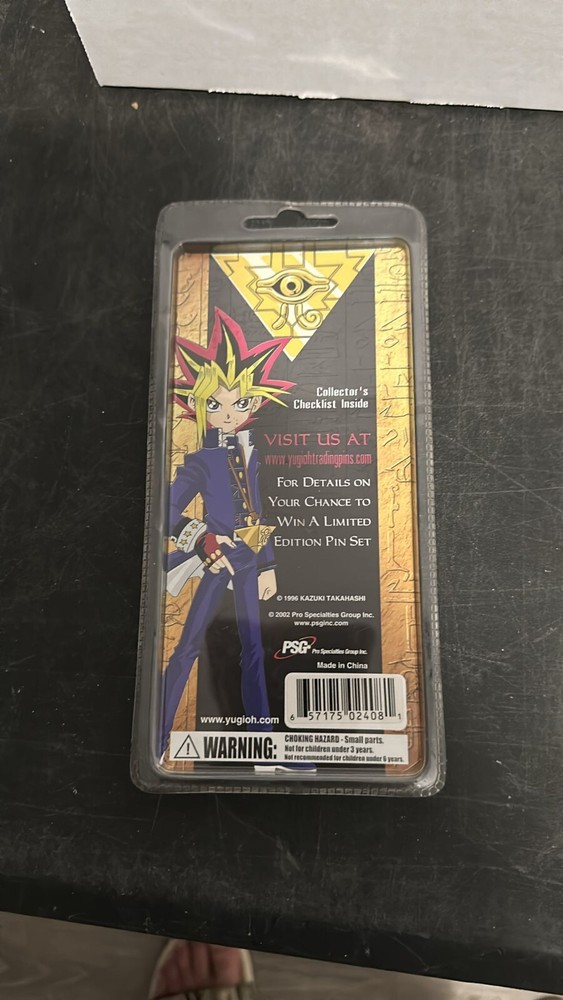 Collector's
Checklist Inside
VISIT US AT
www.yugiohtradingpins.com
FOR DETAILS ON
YOUR CHANCE TO
WIN A LIMITED
EDITION PIN SET
© 1996 KAZUKI TAKAHASHI
© 2002 Pro Specialties Group Inc.
www.psginc.com
PSG Pro Specialties Group Inc.
Made in China
6 57175 02408 1
www.yugioh.com
WARNING:
CHOKING HAZARD - Small parts.
Not for children under 3 years.
Not recommended for children under 6 years.